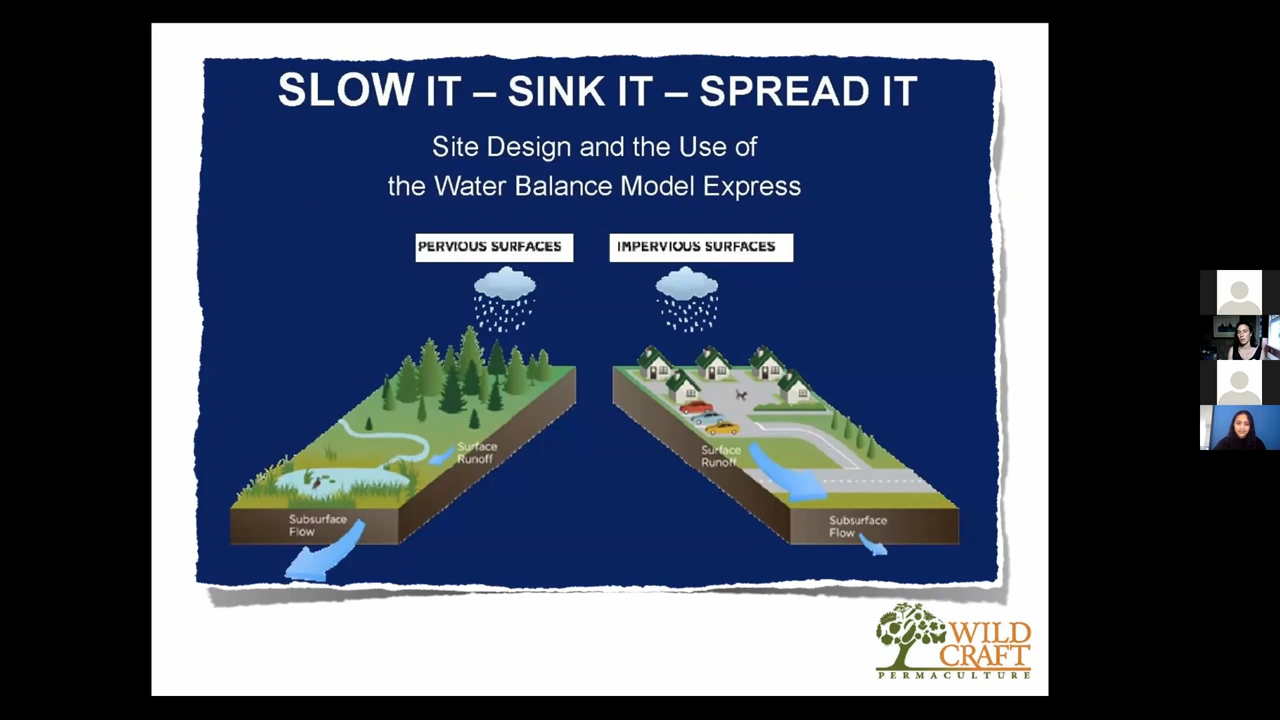 SLOW IT – SINK IT – SPREAD IT
Site Design and the Use of
the Water Balance Model Express
PERVIOUS SURFACES
IMPERVIOUS SURFACES
Surface
Runoff
Surface
Runoff
Subsurface
Flow
Subsurface
Flow
WILD
CRAFT
PERMACULTURE